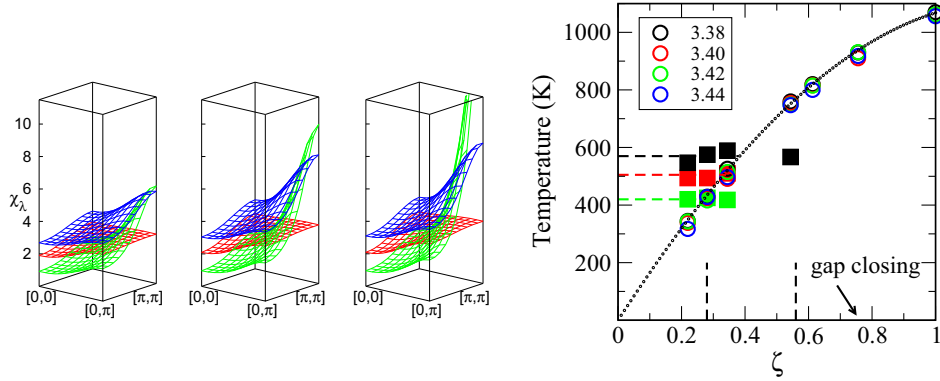 10
8
6
χλ
4
2
[0,0]
[0,π]
[π,π]
[0,0]
[0,π]
[π,π]
[0,0]
[0,π]
[π,π]
Temperature (K)
1000
800
600
400
200
3.38
3.40
3.42
3.44
gap closing
0
0.2
0.4
0.6
0.8
1
ζ